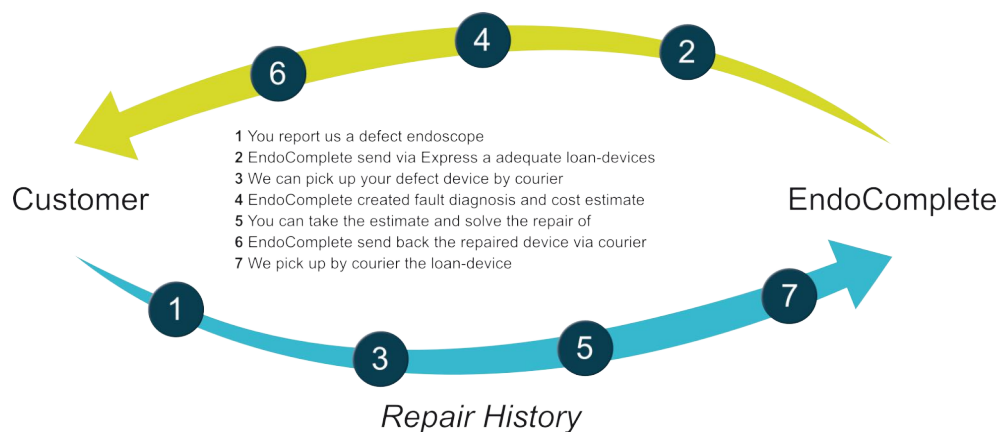 6
4
2
1 You report us a defect endoscope
2 EndoComplete send via Express a adequate loan-devices
3 We can pick up your defect device by courier
4 EndoComplete created fault diagnosis and cost estimate
5 You can take the estimate and solve the repair of
6 EndoComplete send back the repaired device via courier
7 We pick up by courier the loan-device
Customer
EndoComplete
1
3
5
7
Repair History